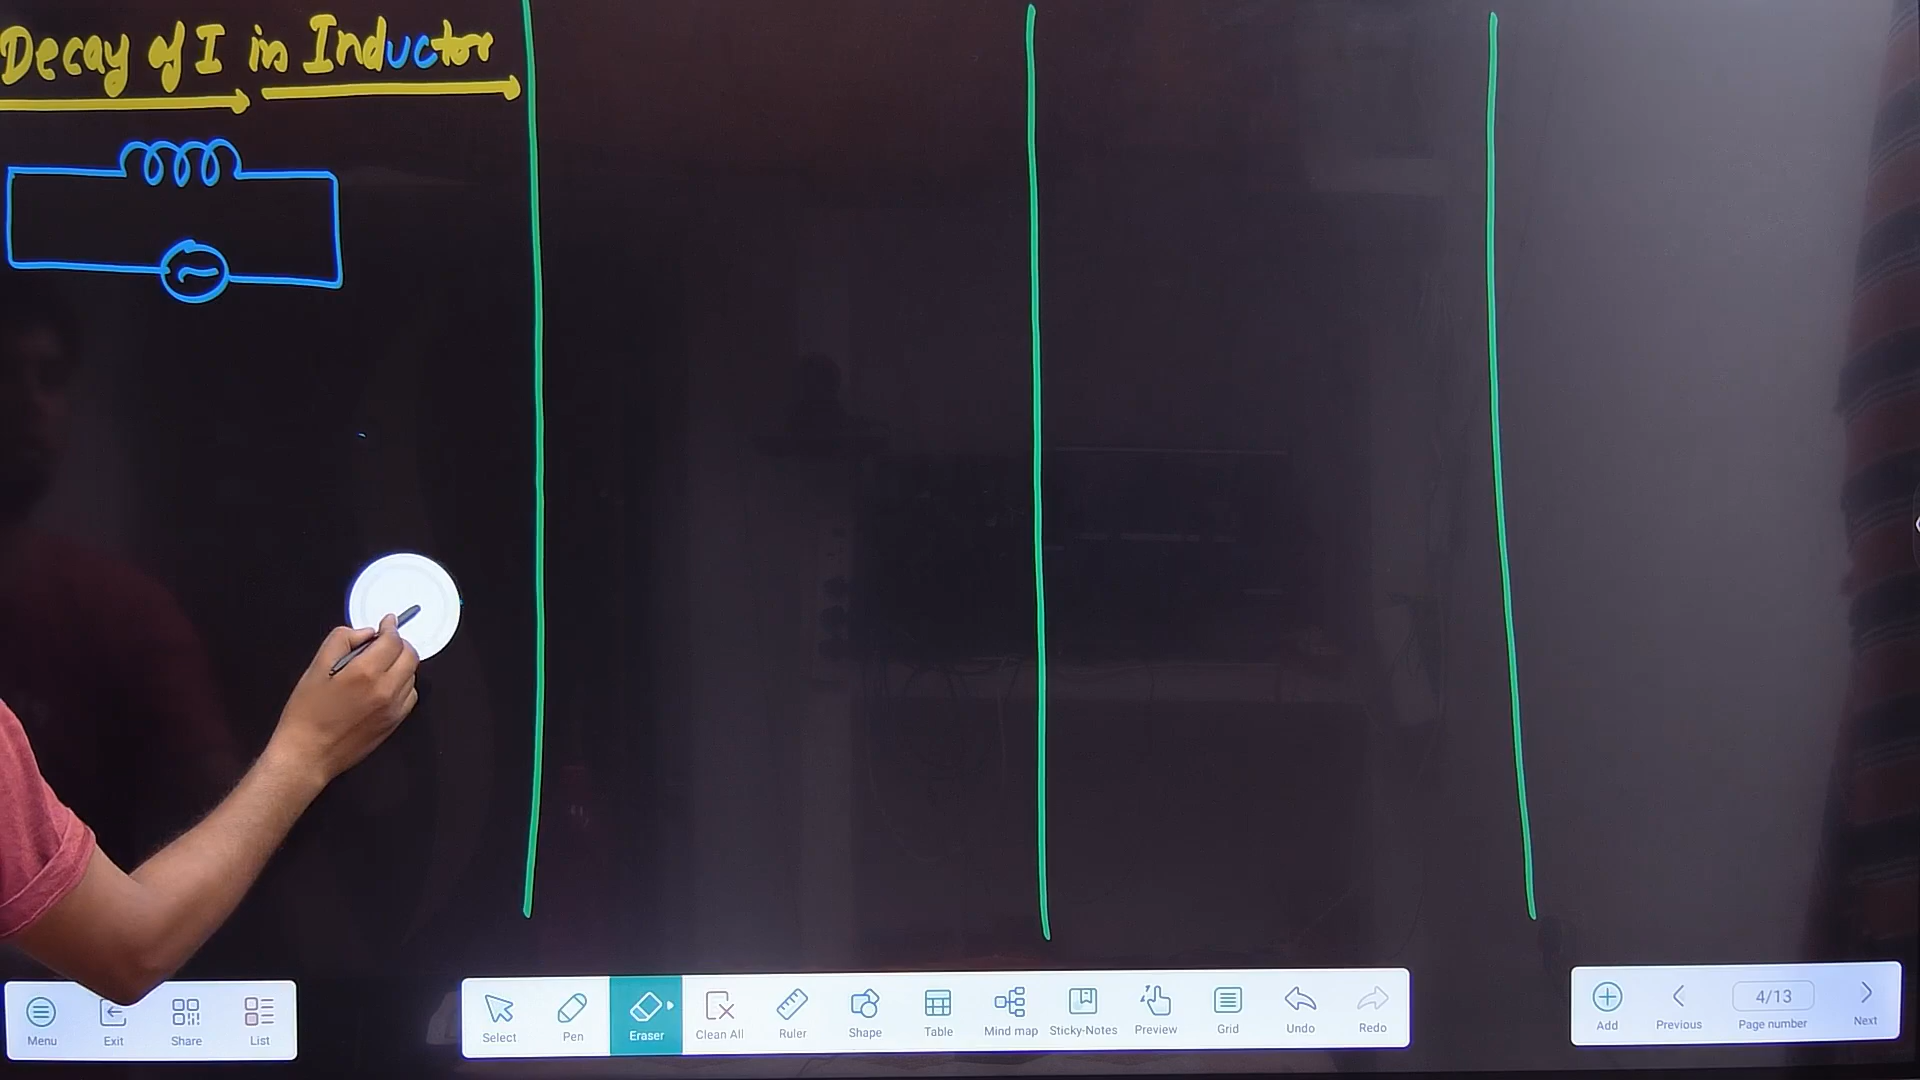 Decay of I in Inductor
Menu
Exit
Share
List
Select
Pen
Eraser
Clean All
Ruler
Shape
Table
Mind map
Sticky-Notes
Preview
Grid
Undo
Redo
Add
Previous
4/13
Page number
Next